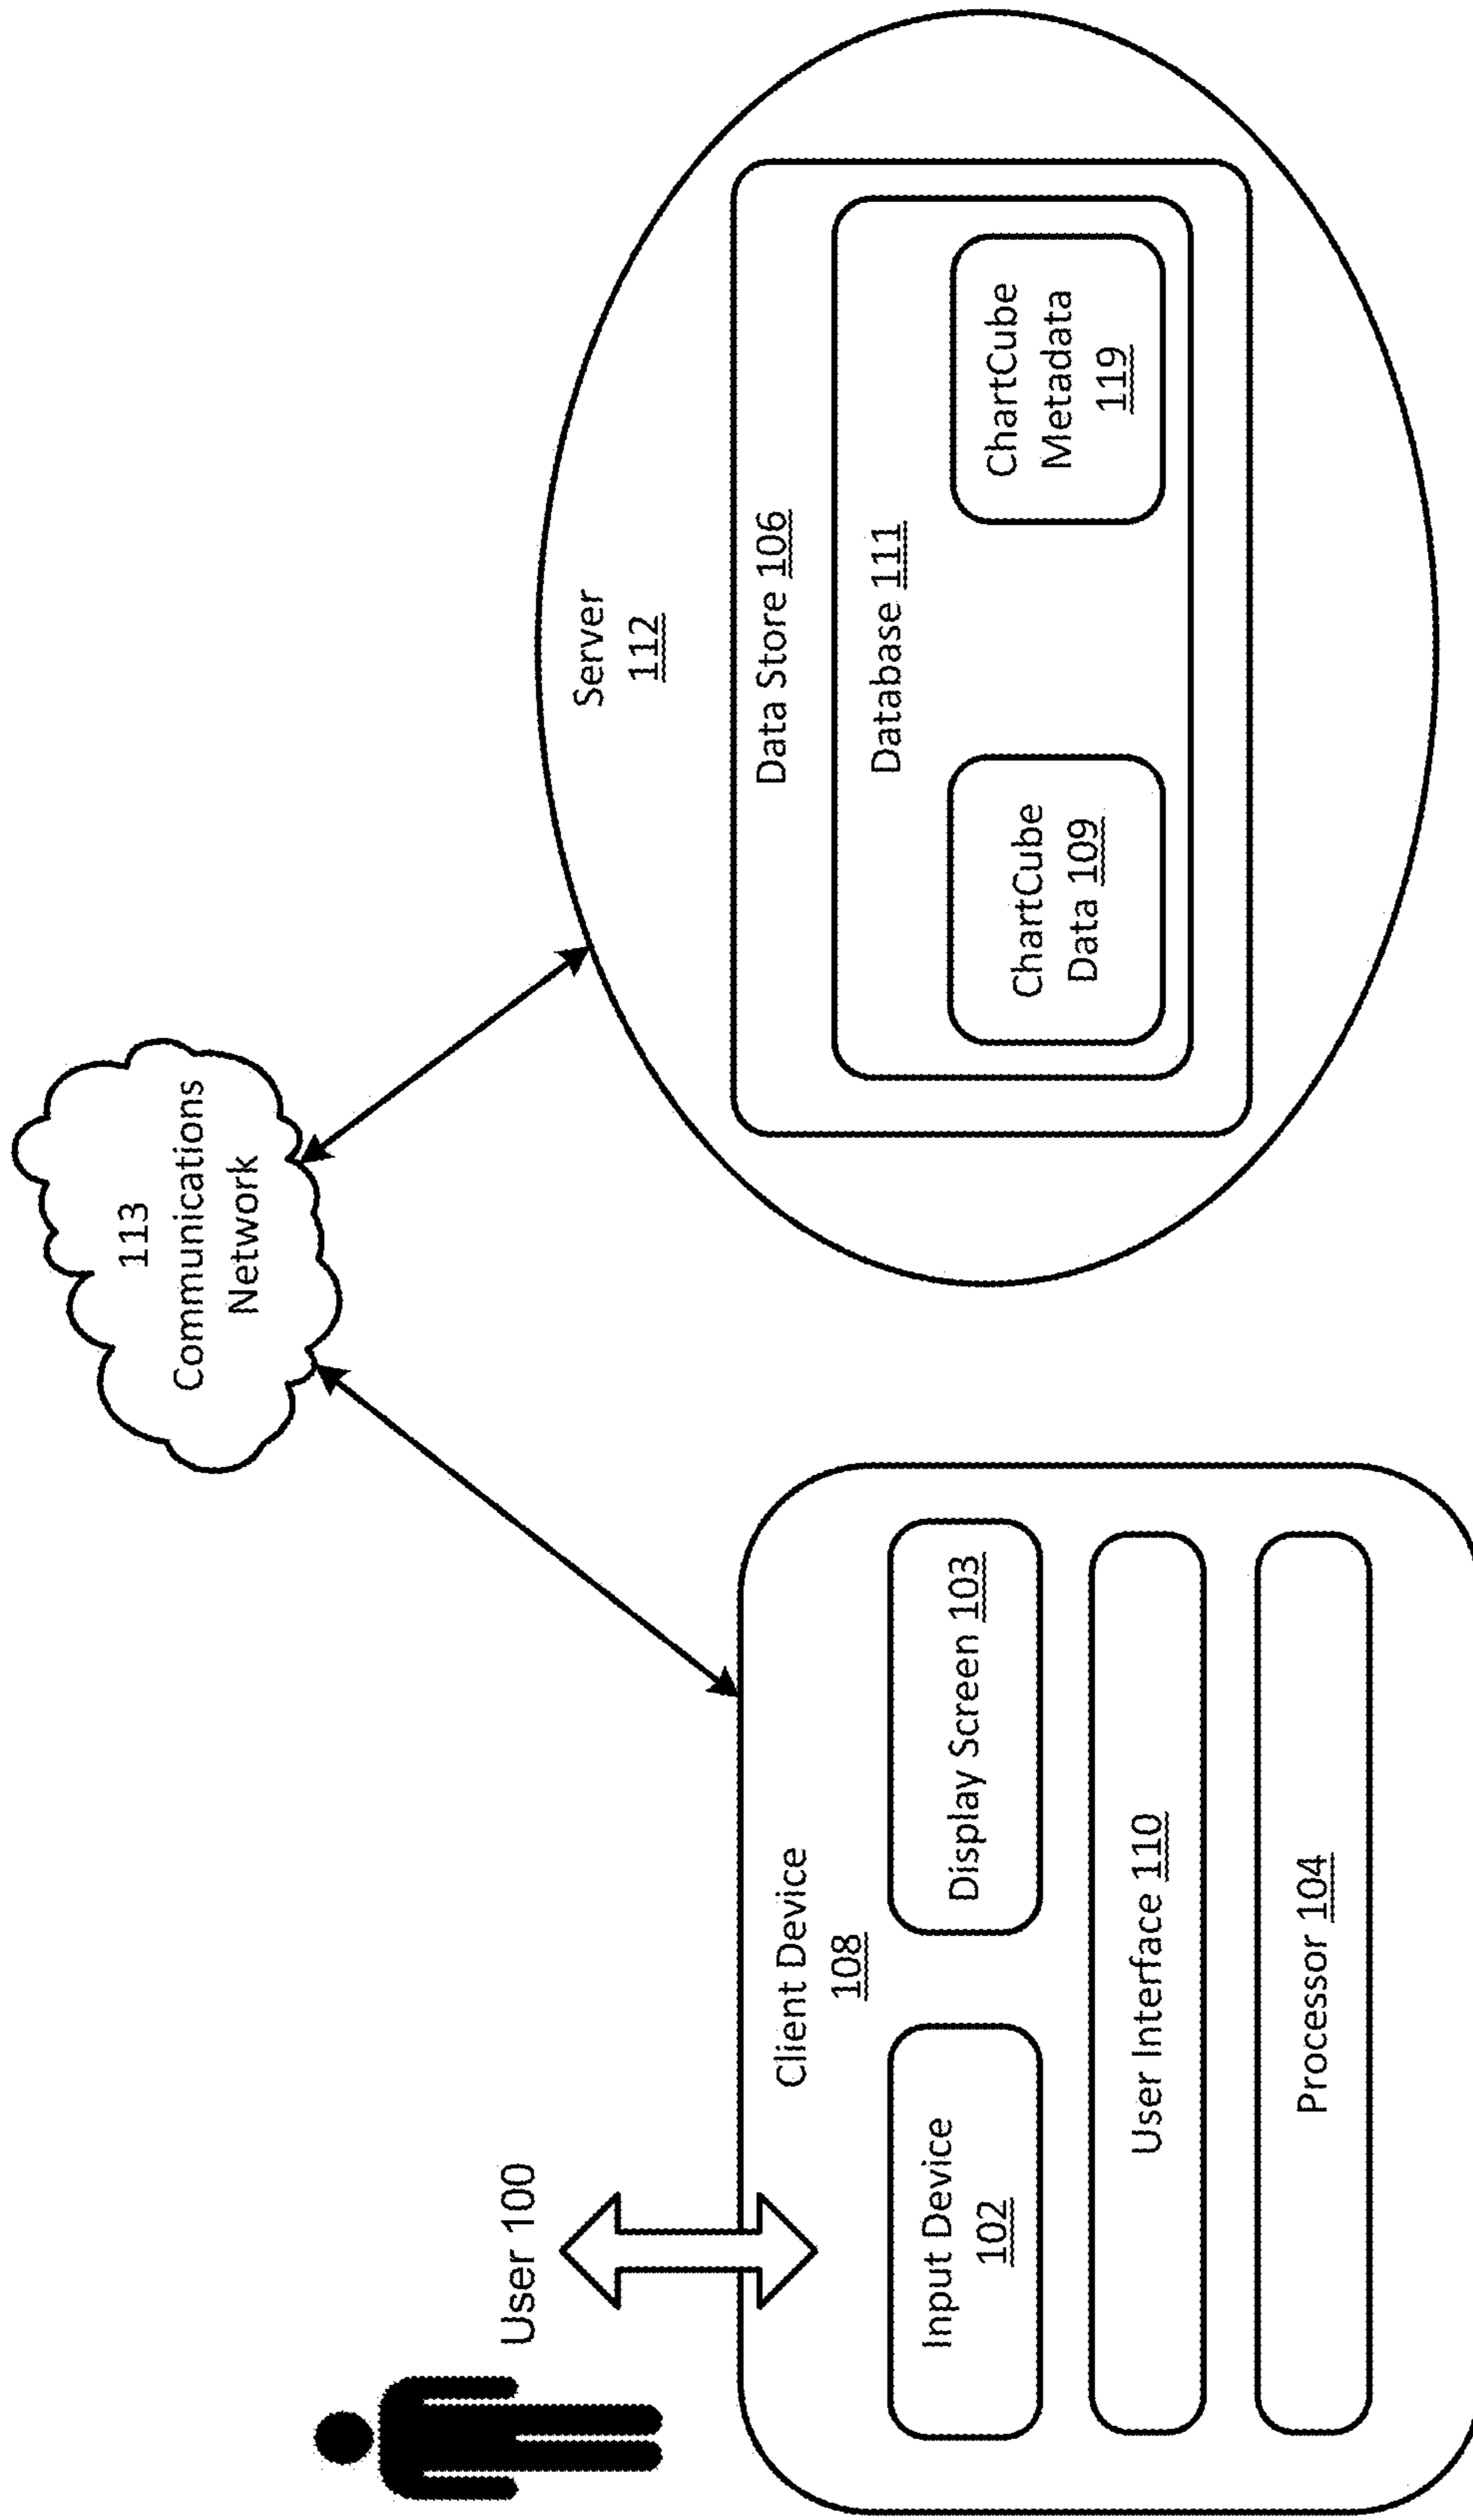 User 100
Client Device
108
Input Device
102
Display Screen 103
User Interface 110
Processor 104
113
Communications
Network
Server
112
Data Store 106
Database 111
ChartCube
Data 109
ChartCube
Metadata
119